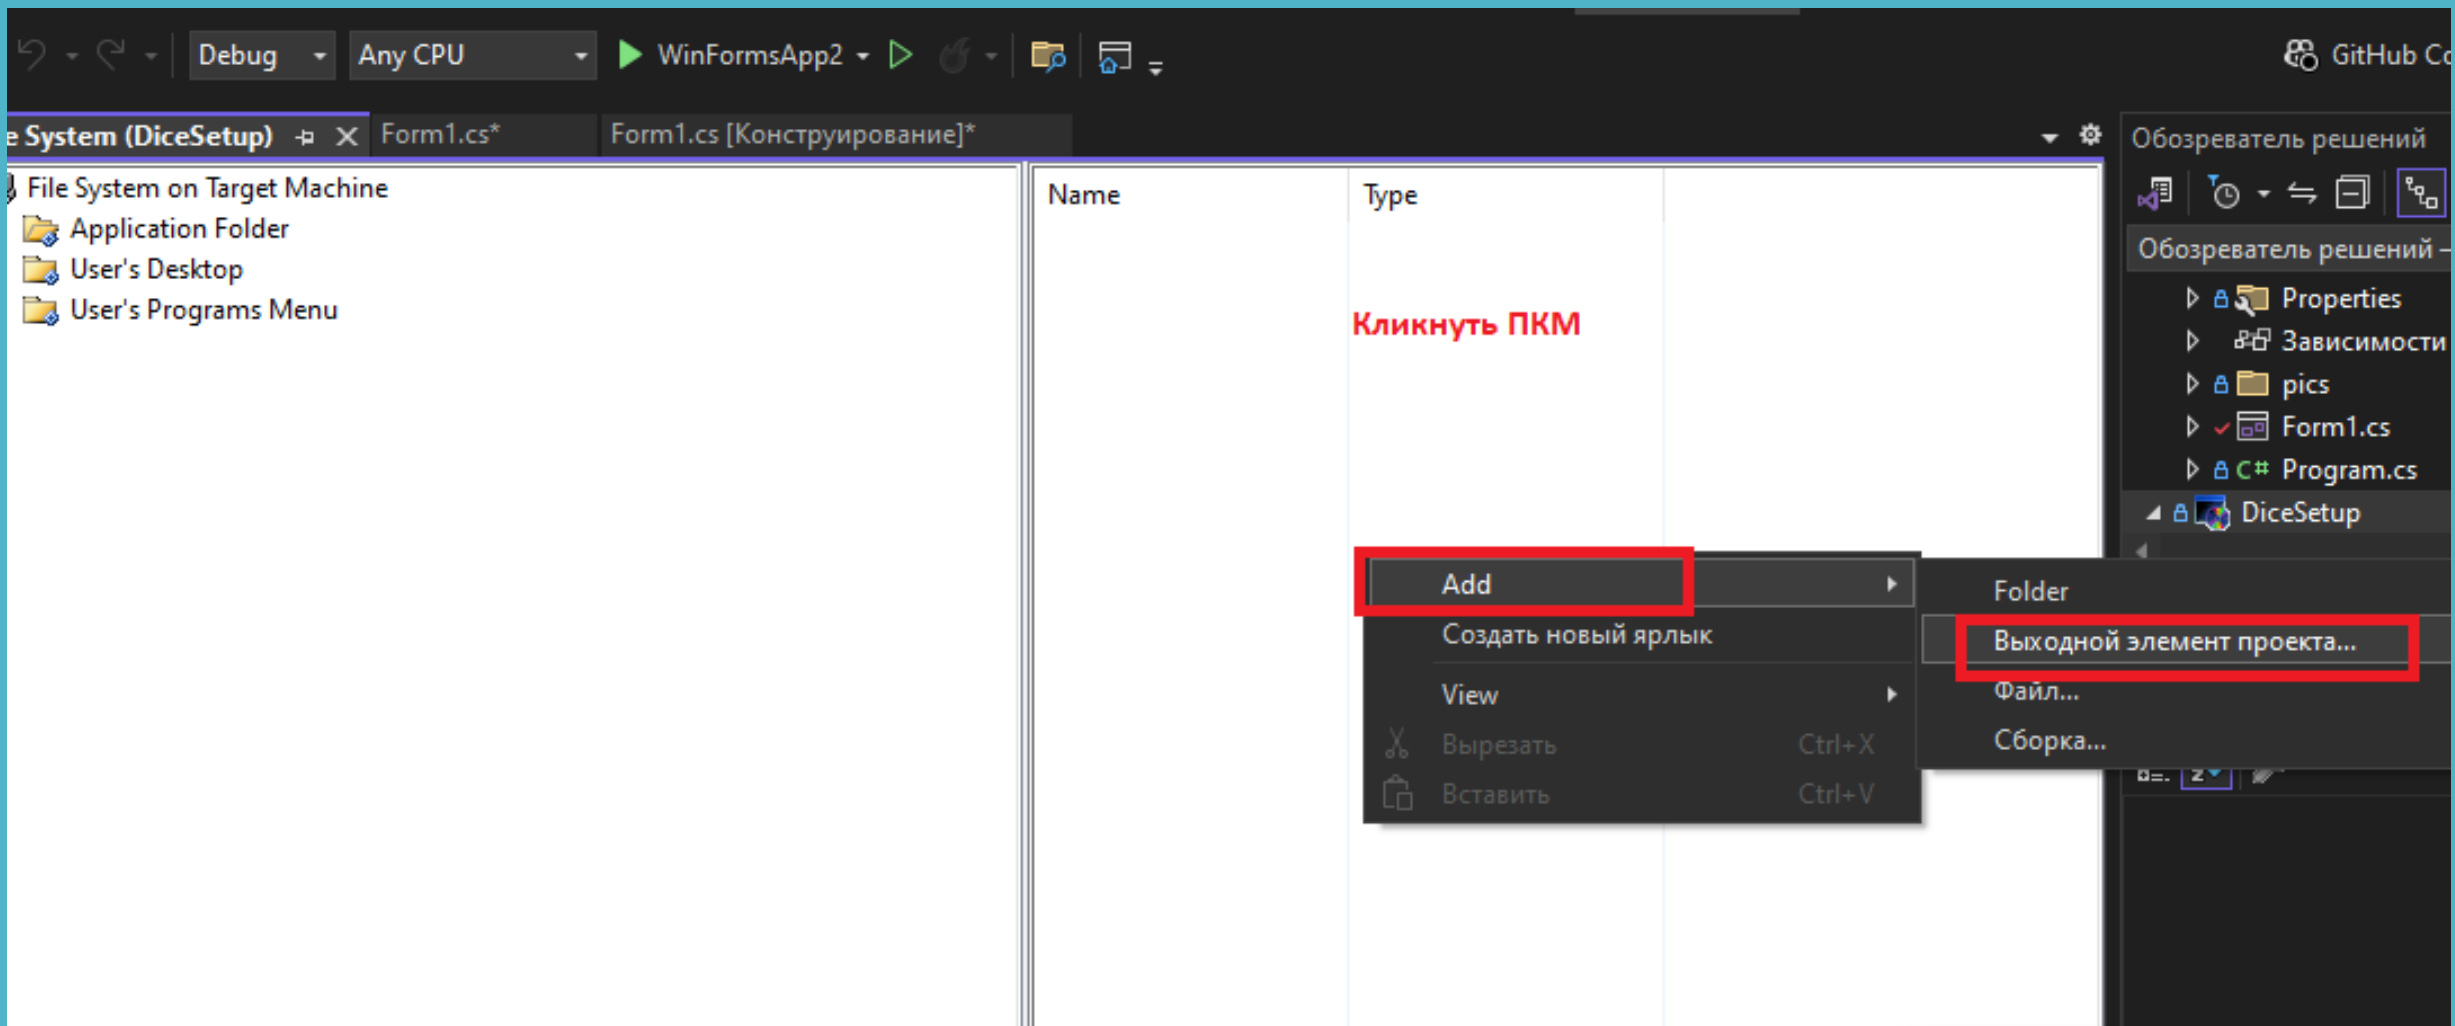 Debug
Any CPU
WinFormsApp2
GitHub Co
e System (DiceSetup)
Form1.cs*
Form1.cs [Конструирование]*
Обозреватель решений
File System on Target Machine
Application Folder
User's Desktop
User's Programs Menu
Name
Type
Кликнуть ПКМ
Обозреватель решений –
Properties
Зависимости
pics
Form1.cs
C# Program.cs
DiceSetup
Add
Создать новый ярлык
View
Вырезать Ctrl+X
Вставить Ctrl+V
Folder
Выходной элемент проекта...
Файл...
Сборка...